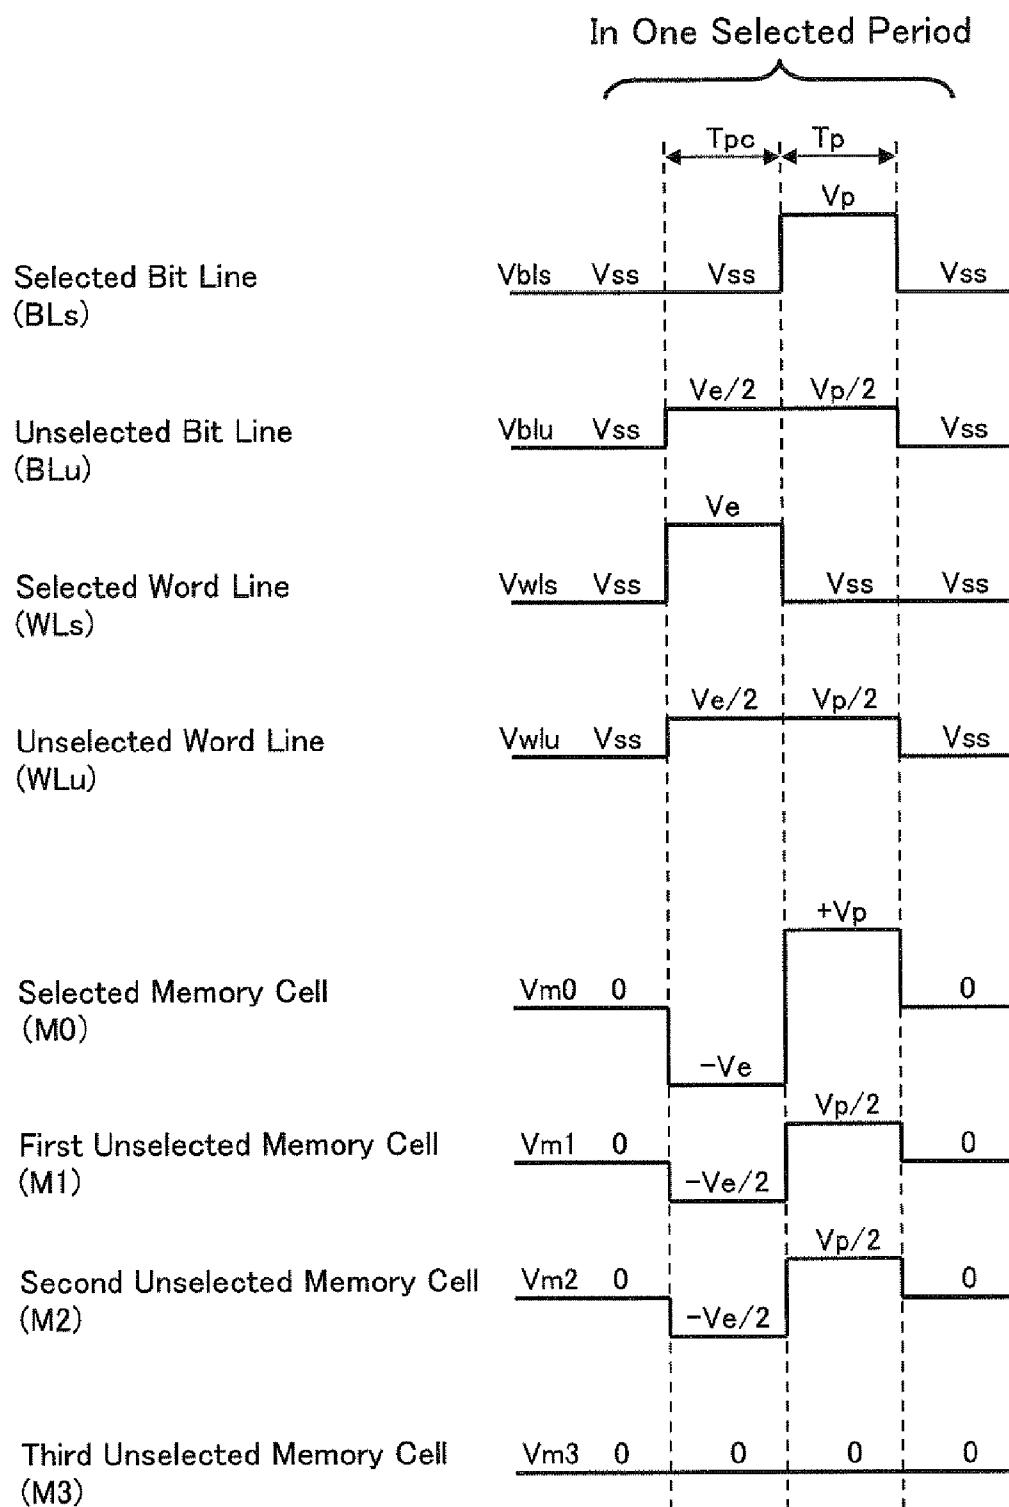 In One Selected Period
Tpc Tp
Vp
Selected Bit Line Vbls Vss Vss Vss
(BLs)
Ve/2 Vp/2
Unselected Bit Line Vblu Vss Vss
(BLu)
Ve
Selected Word Line Vwls Vss Vss Vss
(WLs)
Ve/2 Vp/2
Unselected Word Line Vwlu Vss Vss
(WLu)
+Vp
Selected Memory Cell Vm0 0 0
(M0)
-Ve
Vp/2
First Unselected Memory Cell Vm1 0 0
(M1)
-Ve/2
Vp/2
Second Unselected Memory Cell Vm2 0 0
(M2)
-Ve/2
Third Unselected Memory Cell Vm3 0 0 0 0
(M3)